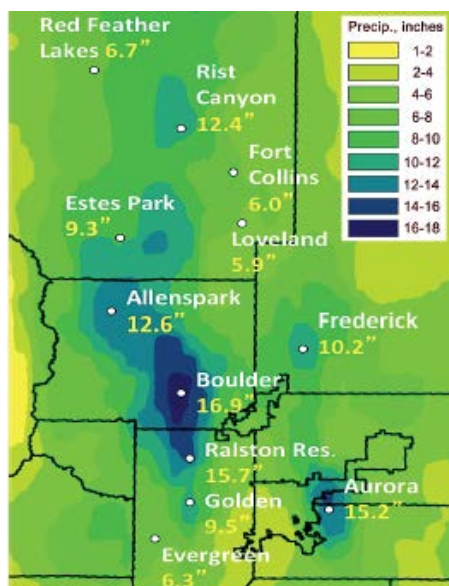 Red Feather
Lakes 6.7"
Rist
Canyon
12.4"
Fort
Collins
6.0"
Estes Park
9.3"
Loveland
5.9"
Allenspark
12.6"
Frederick
10.2"
Boulder
16.9"
Ralston Res.
15.7"
Golden
9.5"
Aurora
15.2"
Evergreen
6.3"
Precip., inches
1-2
2-4
4-6
6-8
8-10
10-12
12-14
14-16
16-18